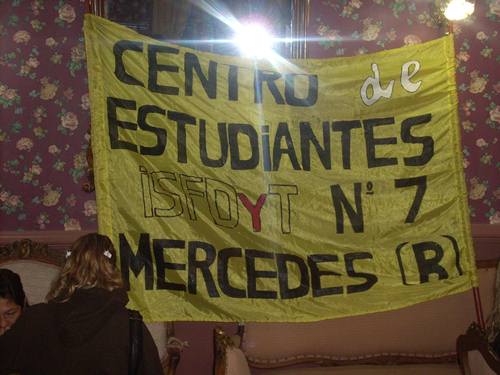 CENTRO de
ESTUDiANTES
iSFDYT Nº 7
MERCEDES (B)